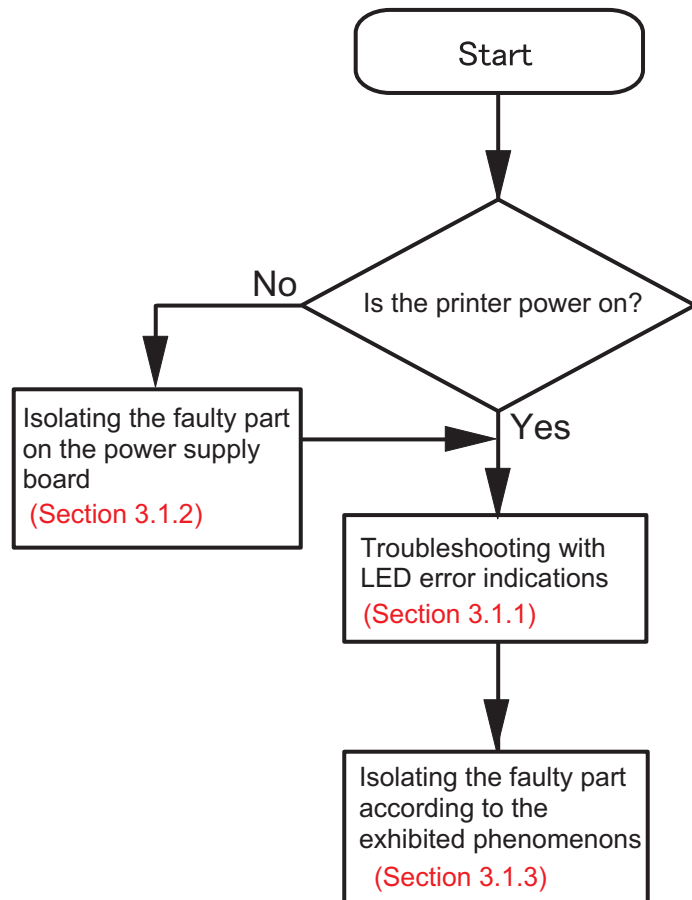 Start
Is the printer power on?
No
Yes
Isolating the faulty part
on the power supply
board
(Section 3.1.2)
Troubleshooting with
LED error indications
(Section 3.1.1)
Isolating the faulty part
according to the
exhibited phenomenons
(Section 3.1.3)